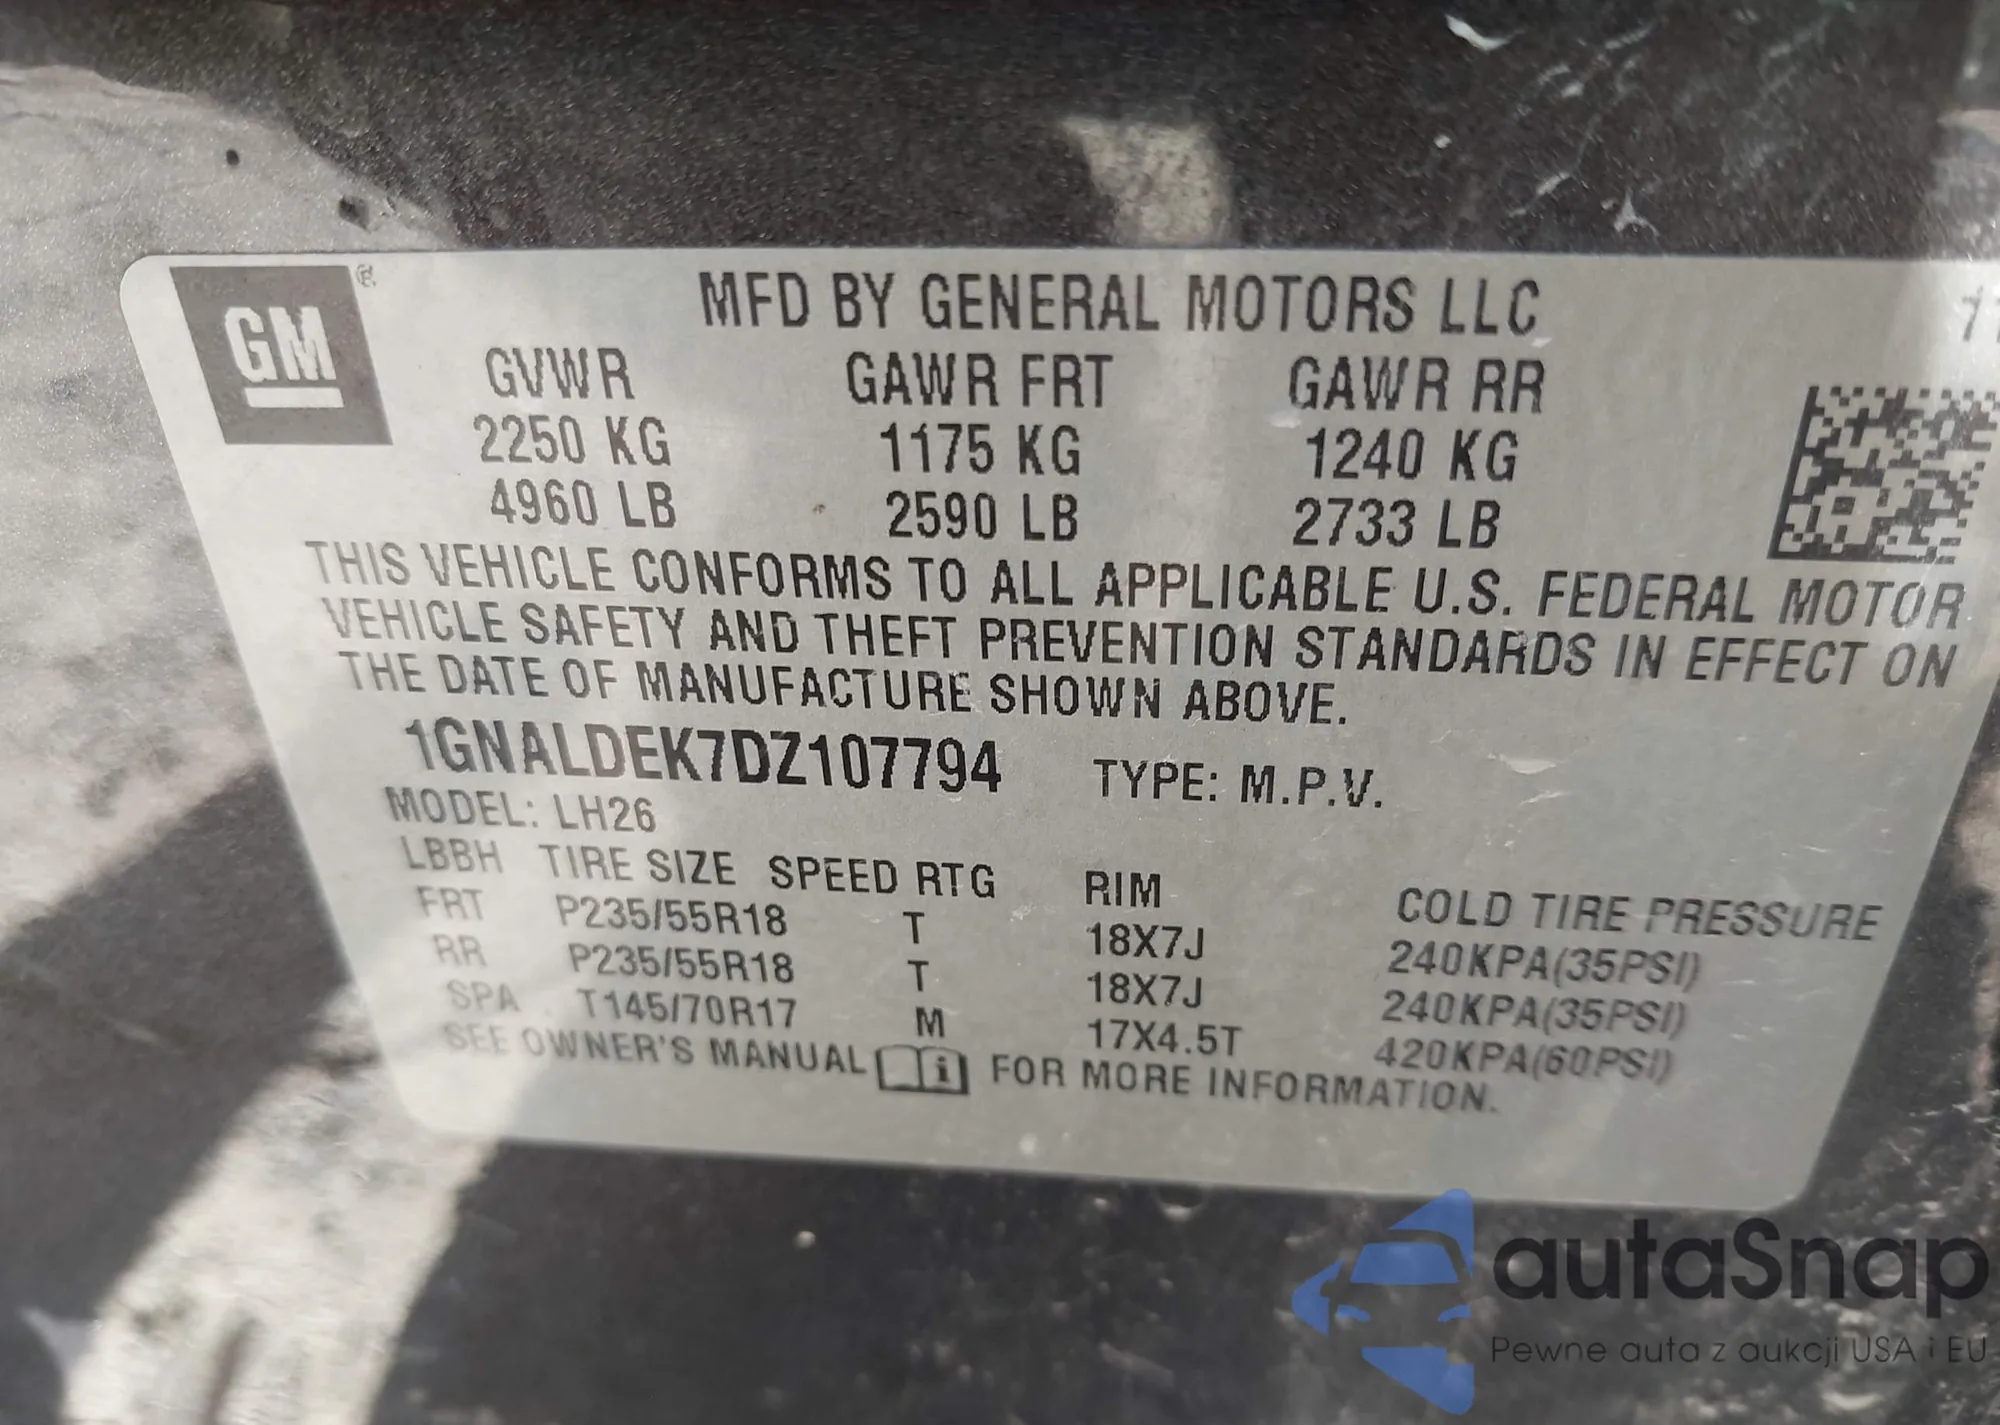 GM ®
MFD BY GENERAL MOTORS LLC
GVWR GAWR FRT GAWR RR
2250 KG 1175 KG 1240 KG
4960 LB 2590 LB 2733 LB
THIS VEHICLE CONFORMS TO ALL APPLICABLE U.S. FEDERAL MOTOR
VEHICLE SAFETY AND THEFT PREVENTION STANDARDS IN EFFECT ON
THE DATE OF MANUFACTURE SHOWN ABOVE.
1GNALDEK7DZ107794 TYPE: M.P.V.
MODEL: LH26
LBBH TIRE SIZE SPEED RTG RIM COLD TIRE PRESSURE
FRT P235/55R18 T 18X7J 240KPA(35PSI)
RR P235/55R18 T 18X7J 240KPA(35PSI)
SPA T145/70R17 M 17X4.5T 420KPA(60PSI)
SEE OWNER'S MANUAL i FOR MORE INFORMATION.
autaSnap
Pewne auta z aukcji USA i EU